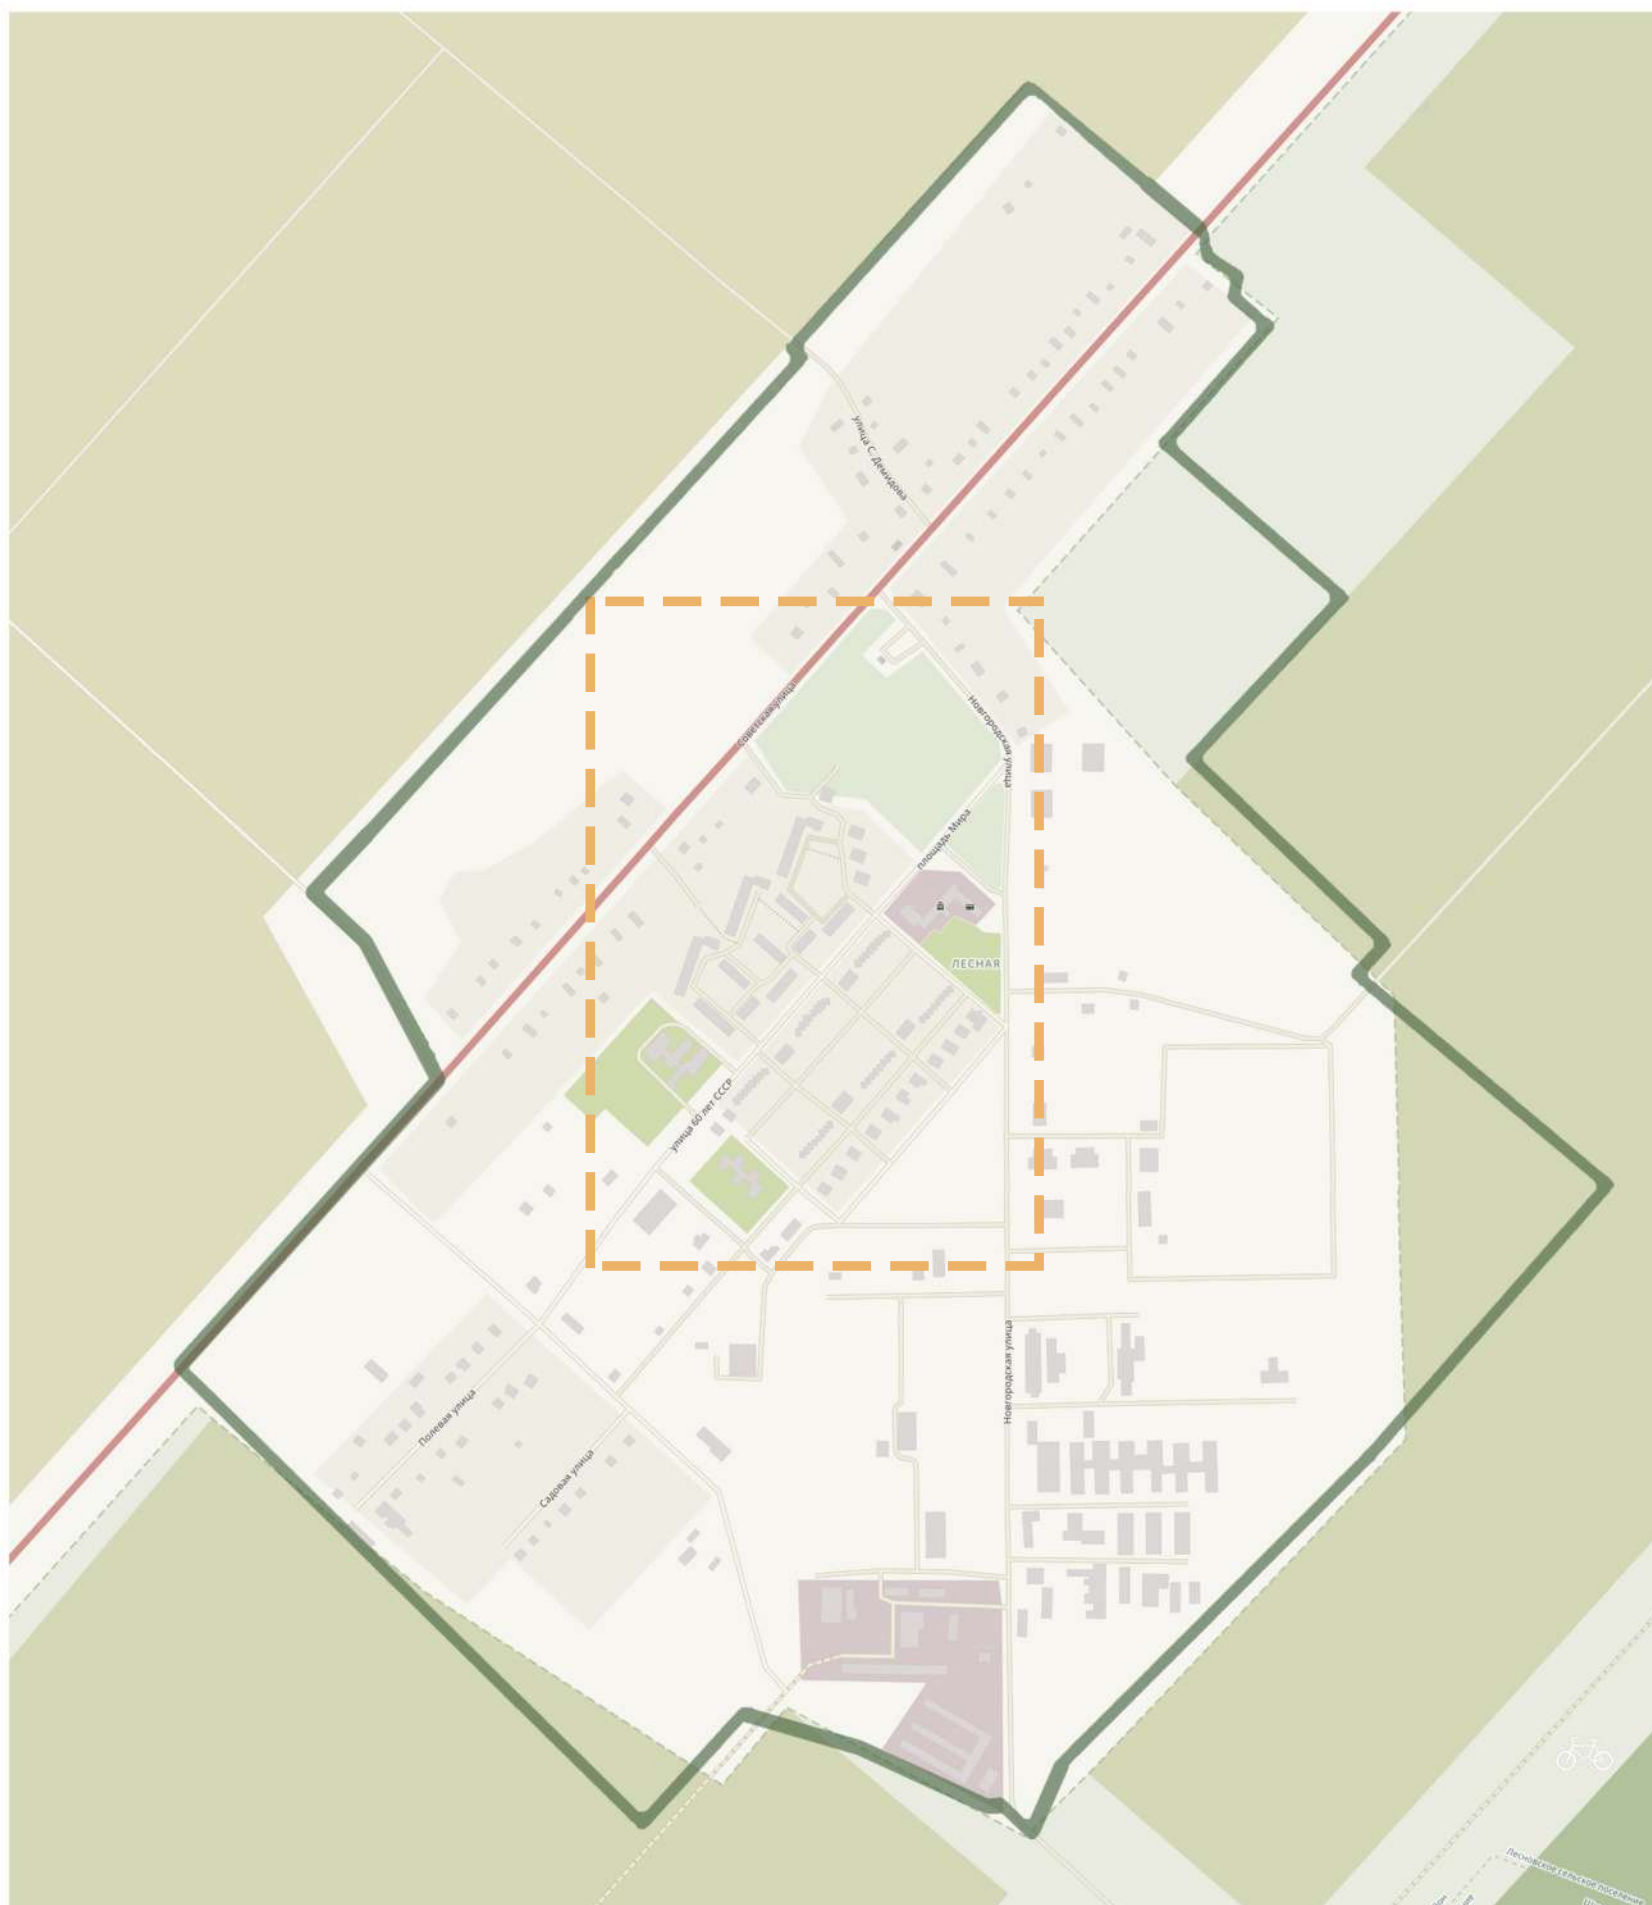 улица С. Демидова
Советская улица
Новгородская улица
площадь Мира
ЛЕСНАЯ
улица 60 лет СССР
Новгородская улица
Полевая улица
Садовая улица
Лесновское сельское поселение